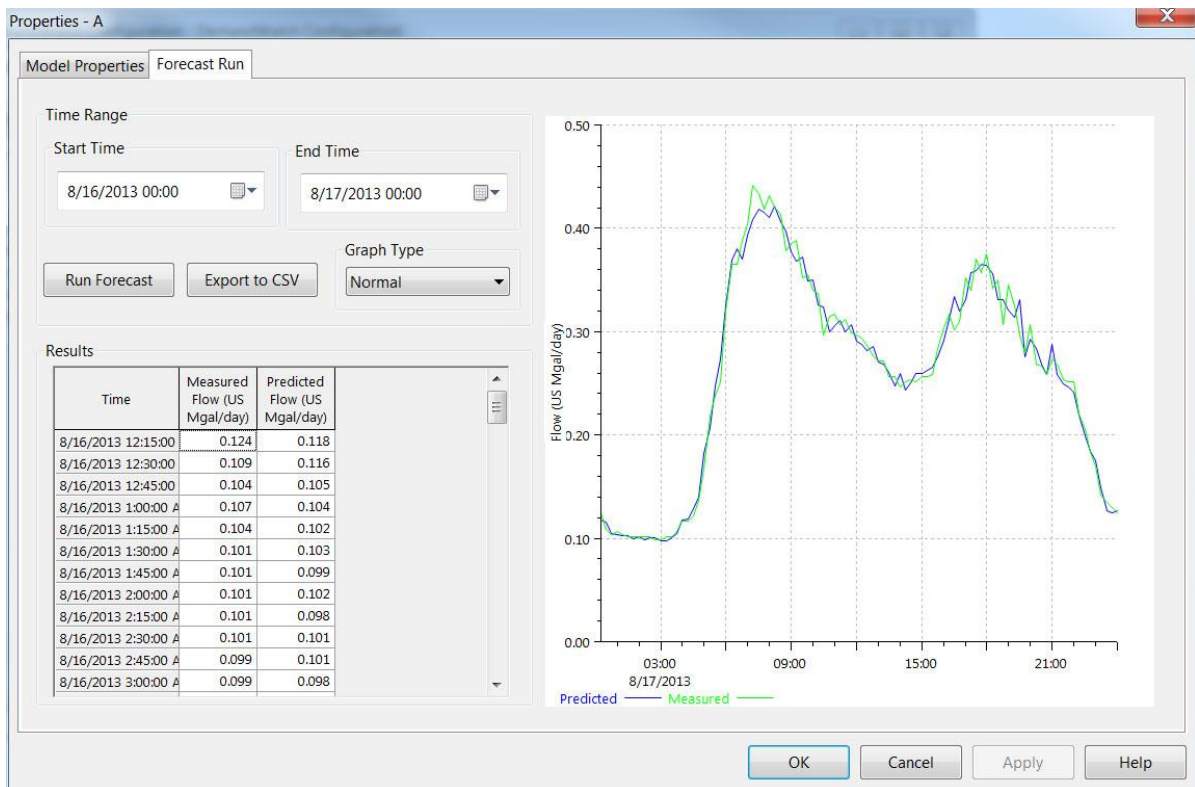 Properties - A
Model Properties
Forecast Run
Time Range
Start Time
End Time
8/16/2013 00:00
8/17/2013 00:00
Graph Type
Run Forecast
Export to CSV
Normal
Results
Time
Measured Flow (US Mgal/day)
Predicted Flow (US Mgal/day)
8/16/2013 12:15:00 0.124 0.118
8/16/2013 12:30:00 0.109 0.116
8/16/2013 12:45:00 0.104 0.105
8/16/2013 1:00:00 A 0.107 0.104
8/16/2013 1:15:00 A 0.104 0.102
8/16/2013 1:30:00 A 0.101 0.103
8/16/2013 1:45:00 A 0.101 0.099
8/16/2013 2:00:00 A 0.101 0.102
8/16/2013 2:15:00 A 0.101 0.098
8/16/2013 2:30:00 A 0.101 0.101
8/16/2013 2:45:00 A 0.099 0.101
8/16/2013 3:00:00 A 0.099 0.098
Flow (US Mgal/day)
0.50
0.40
0.30
0.20
0.10
0.00
03:00 09:00 15:00 21:00
8/17/2013
Predicted Measured
OK Cancel Apply Help